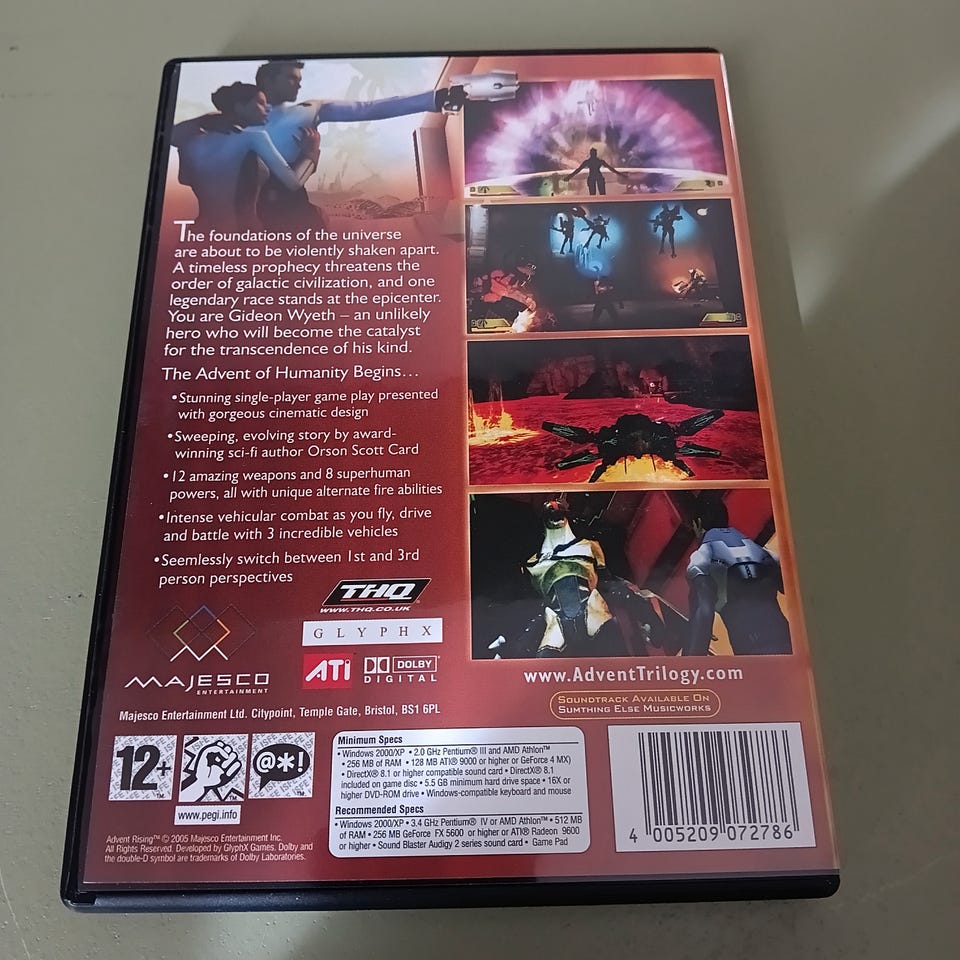 The foundations of the universe
are about to be violently shaken apart.
A timeless prophecy threatens the
order of galactic civilization, and one
legendary race stands at the epicenter.
You are Gideon Wyeth – an unlikely
hero who will become the catalyst
for the transcendence of his kind.
The Advent of Humanity Begins…
•Stunning single-player game play presented
with gorgeous cinematic design
•Sweeping, evolving story by award-
winning sci-fi author Orson Scott Card
•12 amazing weapons and 8 superhuman
powers, all with unique alternate fire abilities
•Intense vehicular combat as you fly, drive
and battle with 3 incredible vehicles
•Seemlessly switch between 1st and 3rd
person perspectives
THQ
WWW.THQ.CO.UK
GLYPHX
MAJESCO
ENTERTAINMENT
ATI
DOLBY
DIGITAL
www.AdventTrilogy.com
Soundtrack Available On
Sumthing Else Musicworks
Majesco Entertainment Ltd. Citypoint, Temple Gate, Bristol, BS1 6PL
12+
@*!
www.pegi.info
Minimum Specs
• Windows 2000/XP • 2.0 GHz Pentium® III and AMD Athlon™
• 256 MB of RAM • 128 MB ATI® 9000 or higher or GeForce 4 MX)
• DirectX® 8.1 or higher compatible sound card • DirectX® 8.1
included on game disc • 5.5 GB minimum hard drive space • 16X or
higher DVD-ROM drive • Windows-compatible keyboard and mouse
Recommended Specs
• Windows 2000/XP • 3.4 GHz Pentium® IV or AMD Athlon™ • 512 MB
of RAM • 256 MB GeForce FX 5600 or higher or ATI® Radeon 9600
or higher • Sound Blaster Audigy 2 series sound card • Game Pad
4 005209 072786
Advent Rising™ © 2005 Majesco Entertainment Inc.
All Rights Reserved. Developed by GlyphX Games. Dolby and
the double-D symbol are trademarks of Dolby Laboratories.